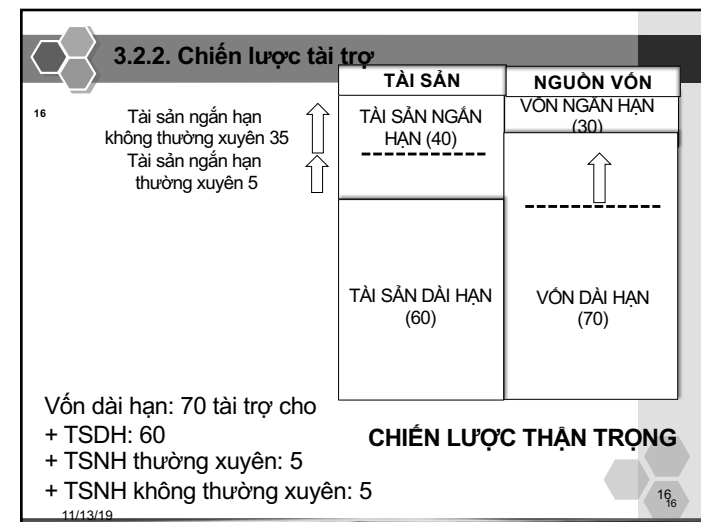 3.2.2. Chiến lược tài trợ
16
Tài sản ngắn hạn
không thường xuyên 35
Tài sản ngắn hạn
thường xuyên 5
TÀI SẢN
NGUỒN VỐN
TÀI SẢN NGẮN
HẠN (40)
VỐN NGẮN HẠN
(30)
TÀI SẢN DÀI HẠN
(60)
VỐN DÀI HẠN
(70)
Vốn dài hạn: 70 tài trợ cho
+ TSDH: 60
+ TSNH thường xuyên: 5
+ TSNH không thường xuyên: 5
CHIẾN LƯỢC THẬN TRỌNG
11/13/19
16
16